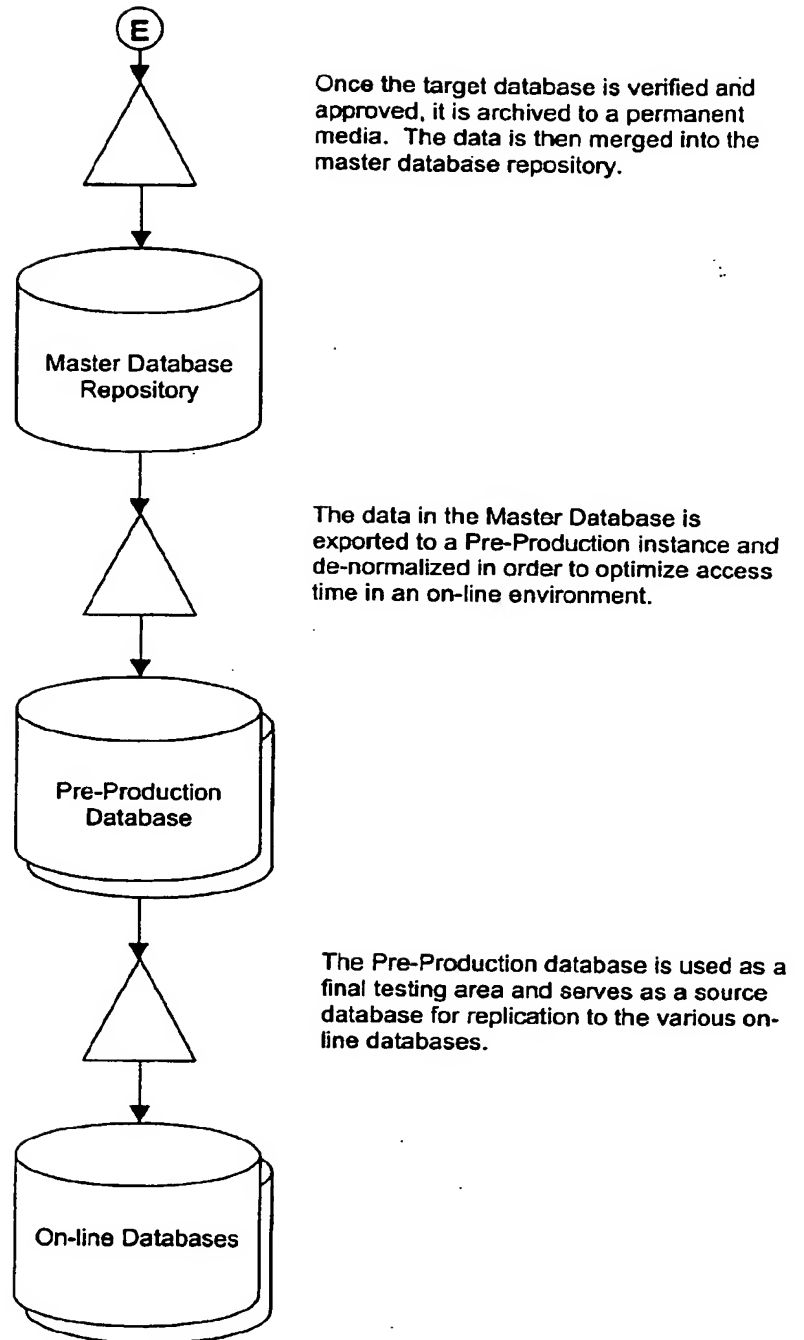 E
Once the target database is verified and
approved, it is archived to a permanent
media. The data is then merged into the
master database repository.
Master Database
Repository
The data in the Master Database is
exported to a Pre-Production instance and
de-normalized in order to optimize access
time in an on-line environment.
Pre-Production
Database
The Pre-Production database is used as a
final testing area and serves as a source
database for replication to the various on-
line databases.
On-line Databases